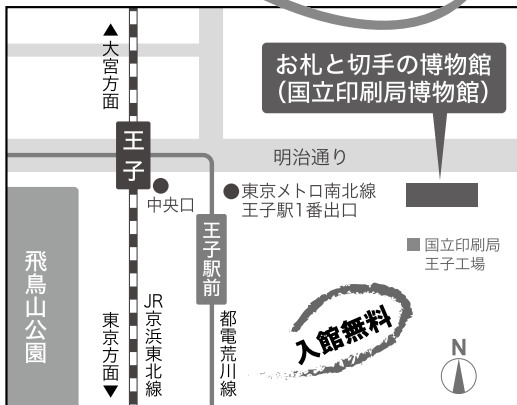 ▲大宮方面
お札と切手の博物館
（国立印刷局博物館）
王子
明治通り
中央口
東京メトロ南北線
王子駅1番出口
王子駅前
国立印刷局
王子工場
飛鳥山公園
東京方面▼
JR京浜東北線
都電荒川線
入館無料
N